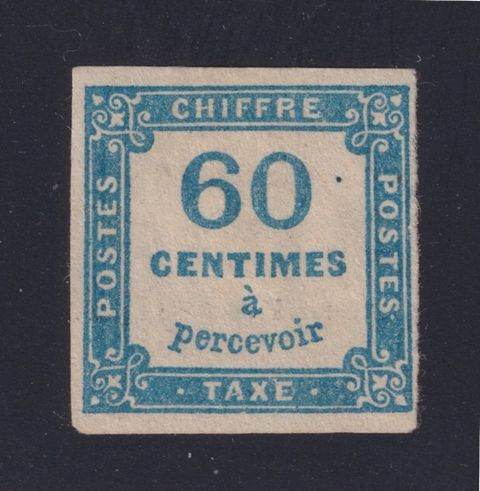 CHIFFRE
POSTES
60
CENTIMES
à
percevoir
POSTES
· TAXE ·